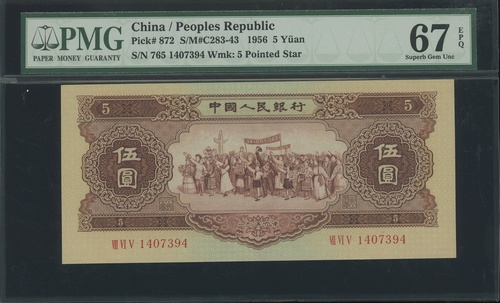 PMG
PAPER MONEY GUARANTY
China / Peoples Republic
Pick# 872 S/M#C283-43 1956 5 Yüan
S/N 765 1407394 Wmk: 5 Pointed Star
67 EPQ
Superb Gem Unc
5 中國人民銀行 5
伍圓 伍圓
5 5
Ⅶ Ⅵ Ⅴ 1407394 1407394